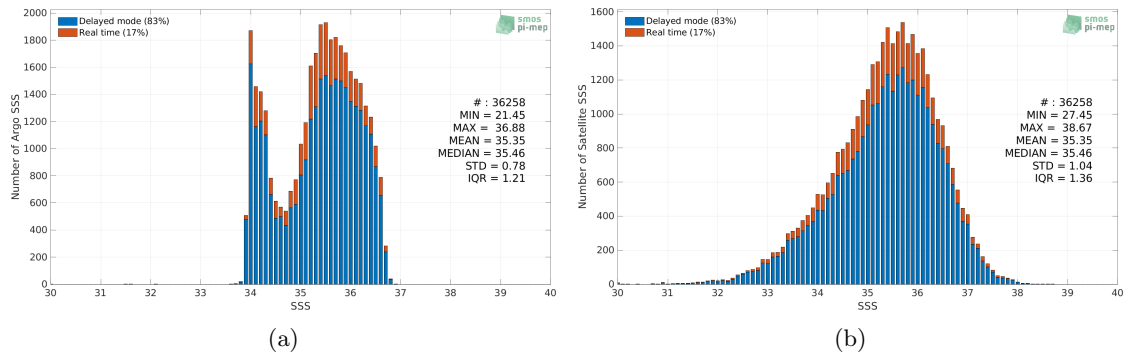 Delayed mode (83%)
Real time (17%)
smos
pi-mep
# : 36258
MIN = 21.45
MAX = 36.88
MEAN = 35.35
MEDIAN = 35.46
STD = 0.78
IQR = 1.21
Number of Argo SSS
2000
1800
1600
1400
1200
1000
800
600
400
200
0
30 31 32 33 34 35 36 37 38 39 40
SSS
(a)
Delayed mode (83%)
Real time (17%)
smos
pi-mep
# : 36258
MIN = 27.45
MAX = 38.67
MEAN = 35.35
MEDIAN = 35.46
STD = 1.04
IQR = 1.36
Number of Satellite SSS
1600
1400
1200
1000
800
600
400
200
0
30 31 32 33 34 35 36 37 38 39 40
SSS
(b)